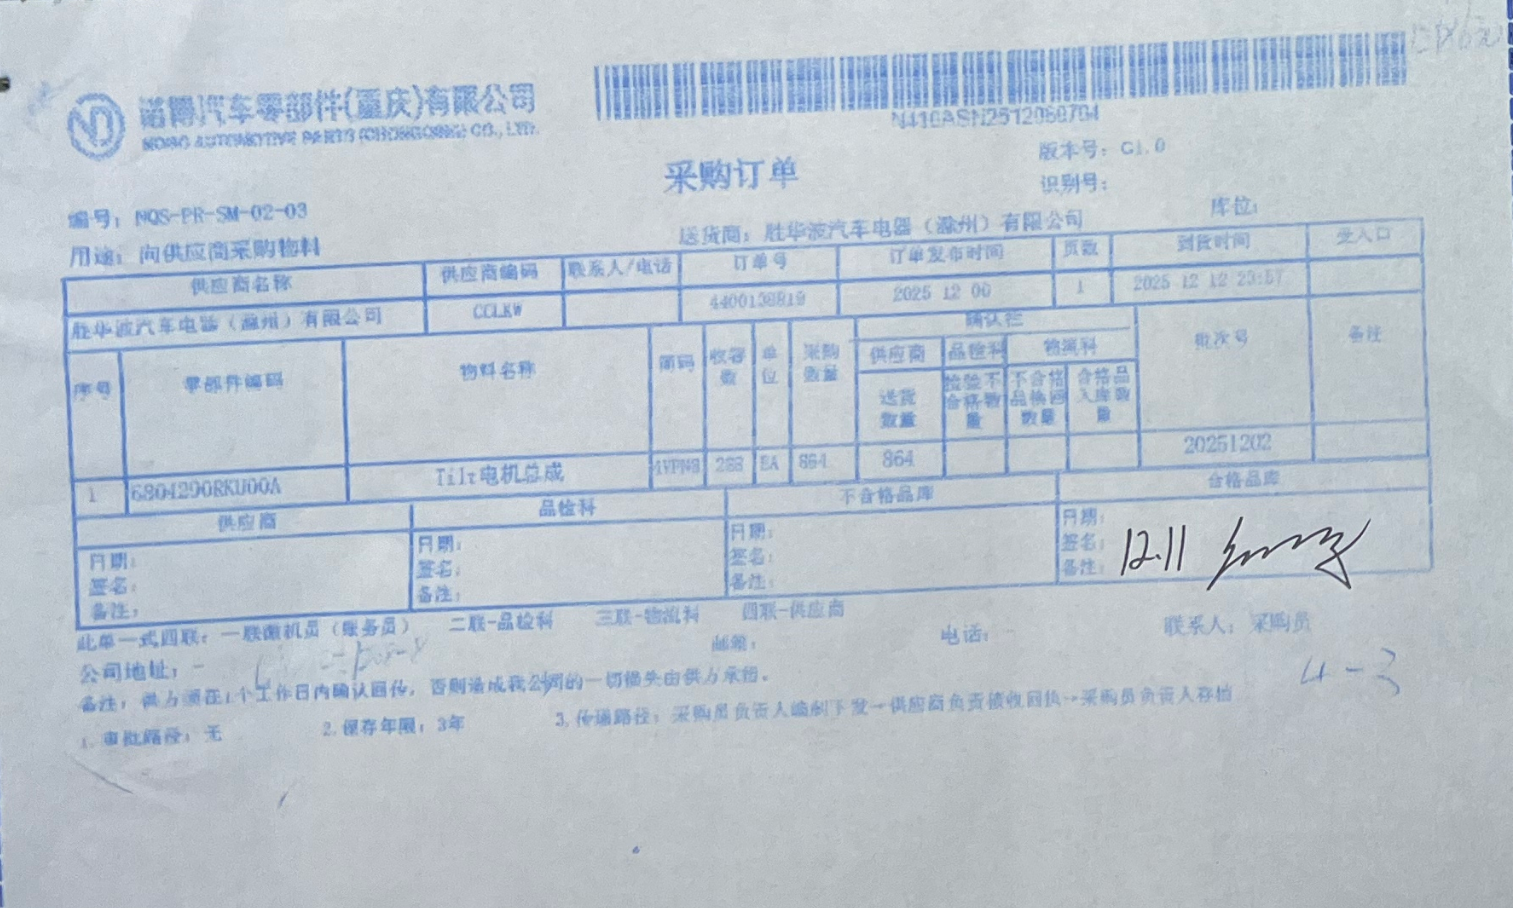 诺博汽车零部件(重庆)有限公司
NOBO AUTOMOTIVE PARTS (CHONGQING) CO., LTD.
采购订单
版本号：G1.0
识别号：
编号：NQS-PR-SM-02-03
库位：
用途：向供应商采购物料
送货商：胜华波汽车电器（滁州）有限公司
供应商名称 供应商编码 联系人/电话 订单号 订单发布时间 页数 到货时间 受入口
胜华波汽车电器（滁州）有限公司 CCLKW 2025 12 1 2025 12 12 23:57
序号 零部件编码 物料名称 简码 收容数 单位 采购数量 确认栏 批次号 备注
供应商 品检科 物流科
送货数量 检验不合格数量 不合格品换回数量 合格品入库数量
1 Tilt电机总成 EA 864 864 20251202
供应商 品检科 不合格品库 合格品库
日期： 日期： 日期： 日期：
签名： 签名： 签名： 签名：
备注： 备注： 备注： 备注：
12.11
此单一式四联：一联-司机员（账务员） 二联-品检科 三联-物流科 四联-供应商
公司地址：- 邮箱： 电话：- 联系人：采购员
备注：供方须在1个工作日内确认回传，否则造成我公司的一切损失由供方承担。
4-3
1.审批路径：无 2.保存年限：3年 3.传递路径：采购员负责人编制下发→供应商负责接收回执→采购员负责人存档